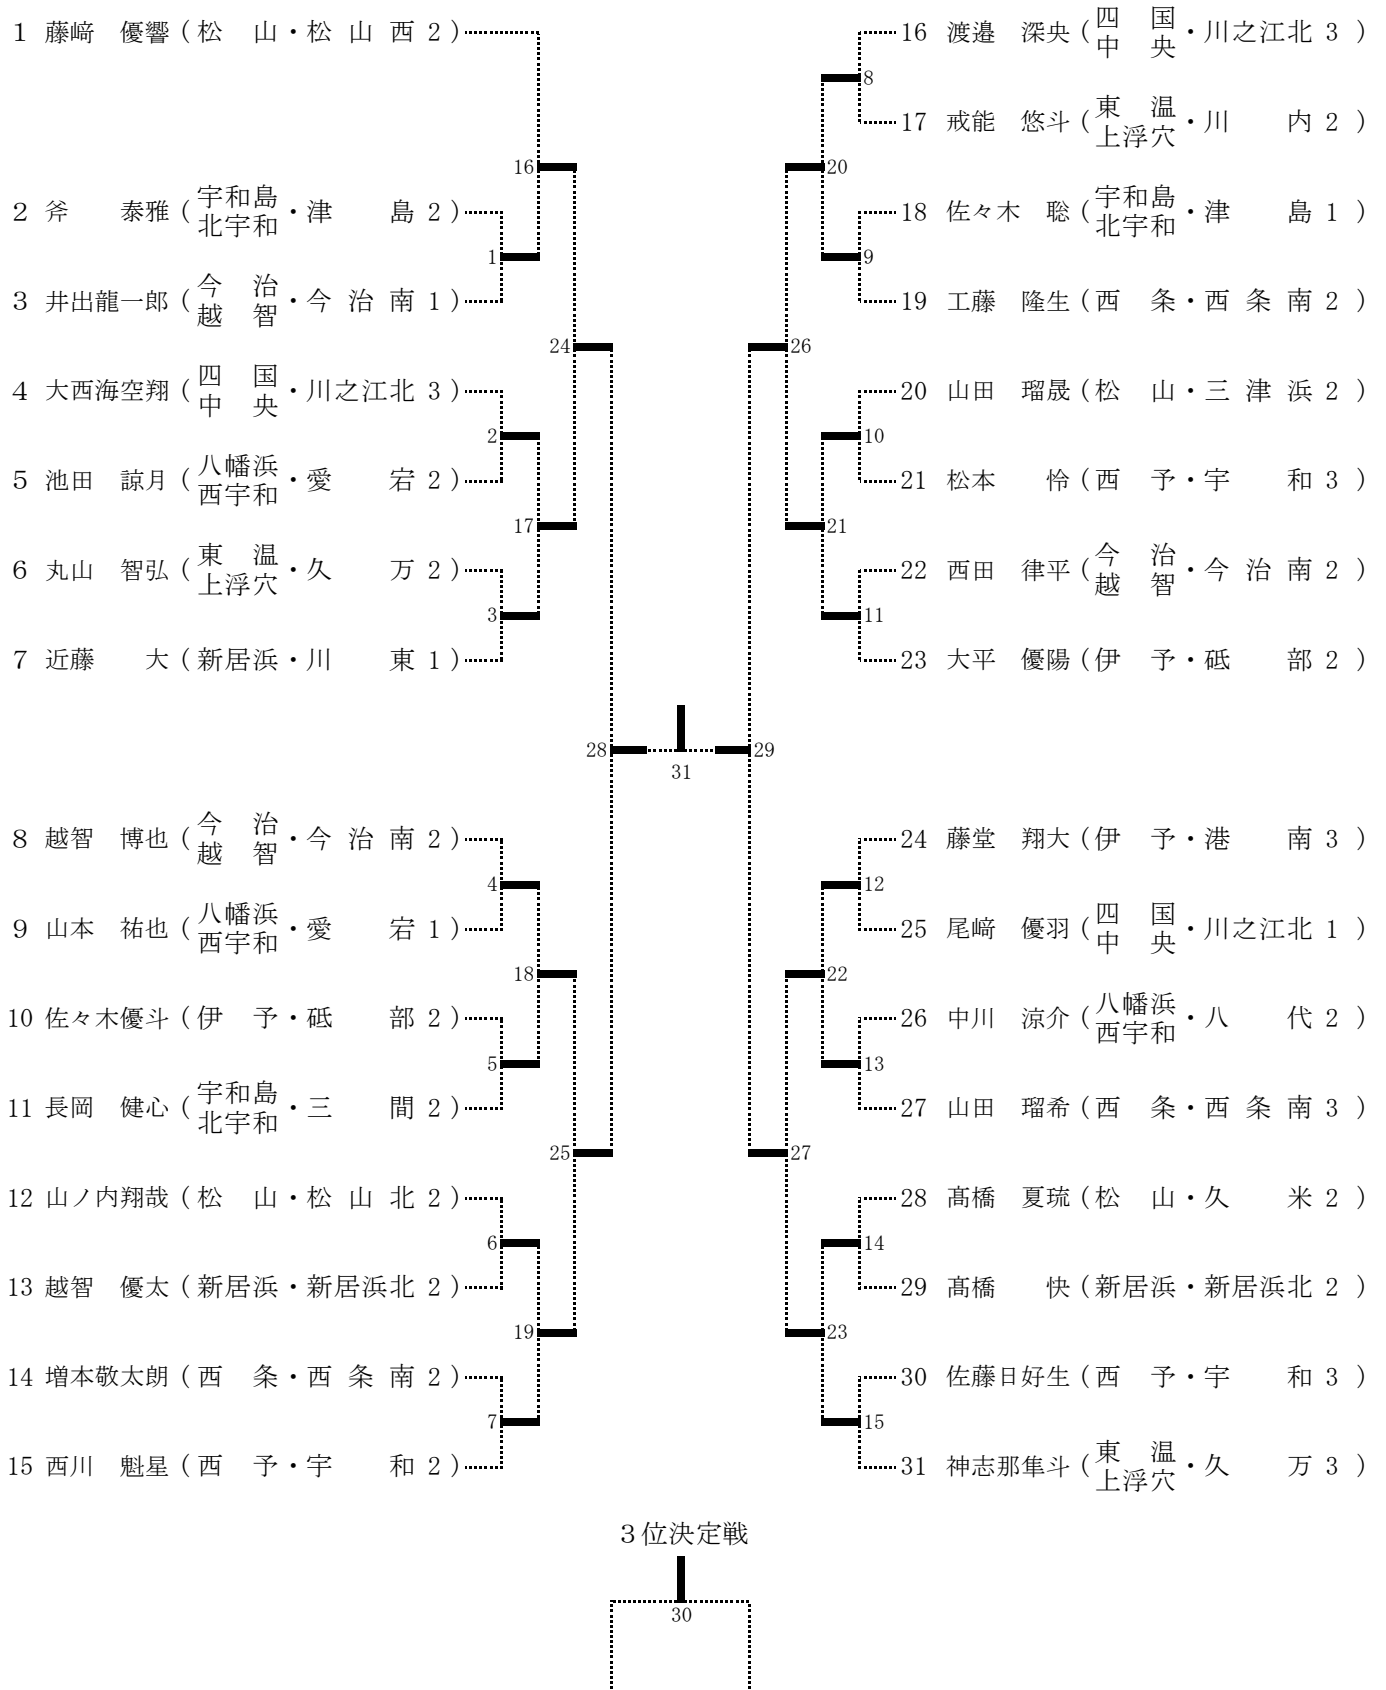 1 藤﨑 優響 ( 松 山 ・ 松 山 西 2 )
16
2 斧 泰雅 ( 宇和島 北宇和 ・ 津 島 2 )
1
3 井出龍一郎 ( 今 治 越 智 ・ 今 治 南 1 )
24
4 大西海空翔 ( 四 国 中 央 ・ 川之江北 3 )
2
5 池田 諒月 ( 八幡浜 西宇和 ・ 愛 宕 2 )
17
6 丸山 智弘 ( 東 温 上浮穴 ・ 久 万 2 )
3
7 近藤 大 ( 新居浜 ・ 川 東 1 )
28
8 越智 博也 ( 今 治 越 智 ・ 今 治 南 2 )
4
9 山本 祐也 ( 八幡浜 西宇和 ・ 愛 宕 1 )
18
10 佐々木優斗 ( 伊 予 ・ 砥 部 2 )
5
11 長岡 健心 ( 宇和島 北宇和 ・ 三 間 2 )
25
12 山ノ内翔哉 ( 松 山 ・ 松 山 北 2 )
6
13 越智 優太 ( 新居浜 ・ 新居浜北 2 )
19
14 増本敬太朗 ( 西 条 ・ 西 条 南 2 )
7
15 西川 魁星 ( 西 予 ・ 宇 和 2 )
31
16 渡邉 深央 ( 四 国 中 央 ・ 川之江北 3 )
8
17 戒能 悠斗 ( 東 温 上浮穴 ・ 川 内 2 )
20
18 佐々木 聡 ( 宇和島 北宇和 ・ 津 島 1 )
9
19 工藤 隆生 ( 西 条 ・ 西 条 南 2 )
26
20 山田 瑠晟 ( 松 山 ・ 三 津 浜 2 )
10
21 松本 怜 ( 西 予 ・ 宇 和 3 )
21
22 西田 律平 ( 今 治 越 智 ・ 今 治 南 2 )
11
23 大平 優陽 ( 伊 予 ・ 砥 部 2 )
29
24 藤堂 翔大 ( 伊 予 ・ 港 南 3 )
12
25 尾﨑 優羽 ( 四 国 中 央 ・ 川之江北 1 )
22
26 中川 涼介 ( 八幡浜 西宇和 ・ 八 代 2 )
13
27 山田 瑠希 ( 西 条 ・ 西 条 南 3 )
27
28 髙橋 夏琉 ( 松 山 ・ 久 米 2 )
14
29 髙橋 快 ( 新居浜 ・ 新居浜北 2 )
23
30 佐藤日好生 ( 西 予 ・ 宇 和 3 )
15
31 神志那隼斗 ( 東 温 上浮穴 ・ 久 万 3 )
３位決定戦
30